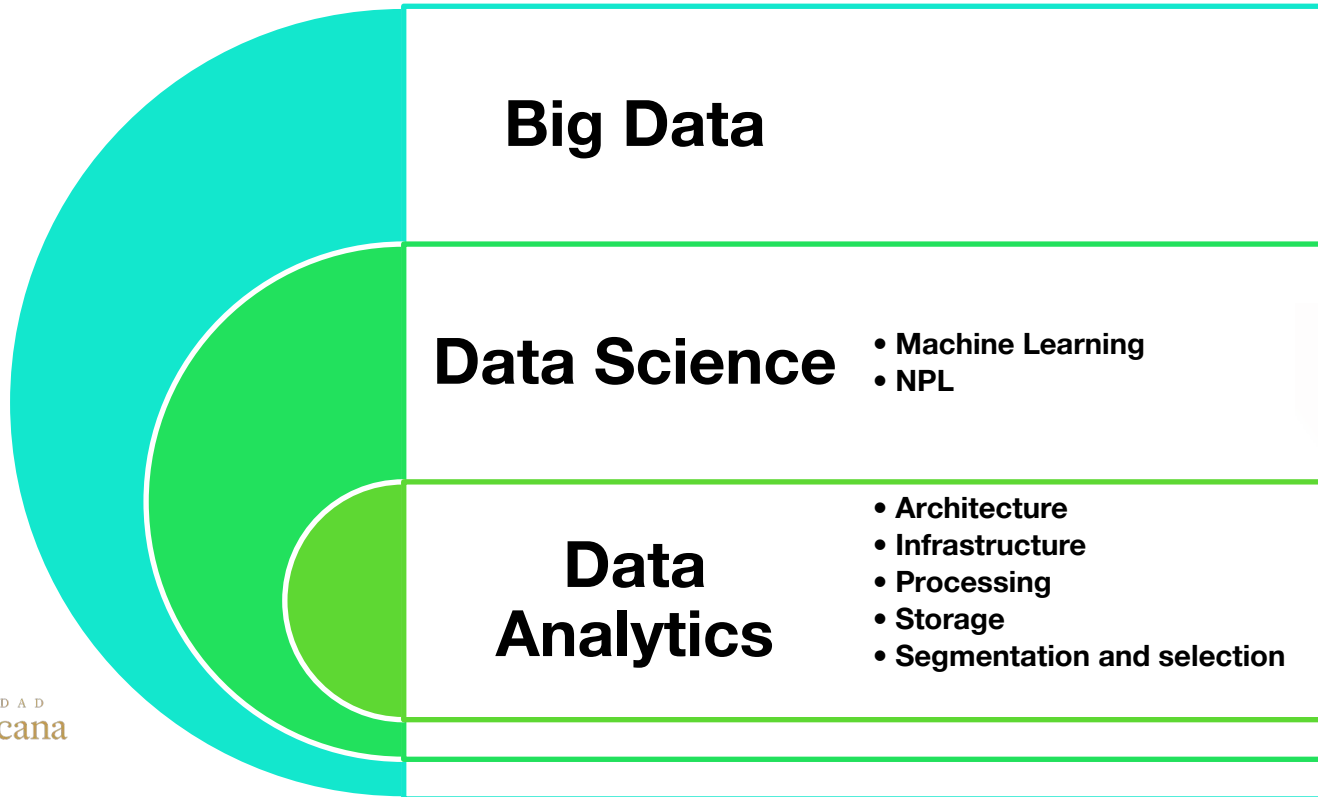 Big Data
Data Science
• Machine Learning
• NPL
Data
Analytics
• Architecture
• Infrastructure
• Processing
• Storage
• Segmentation and selection
DAD
cana